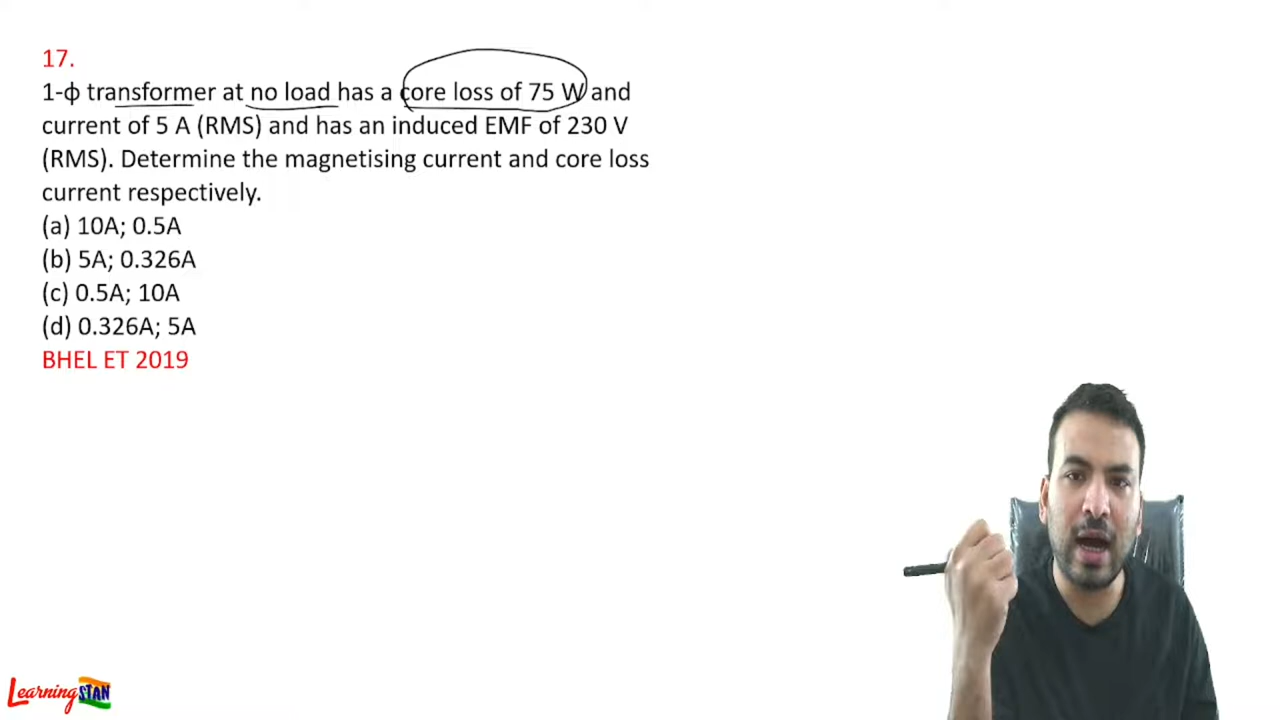 17.
1-ф transformer at no load has a core loss of 75 W and
current of 5 A (RMS) and has an induced EMF of 230 V
(RMS). Determine the magnetising current and core loss
current respectively.
(a) 10A; 0.5A
(b) 5A; 0.326A
(c) 0.5A; 10A
(d) 0.326A; 5A
BHEL ET 2019
LearningSTAN